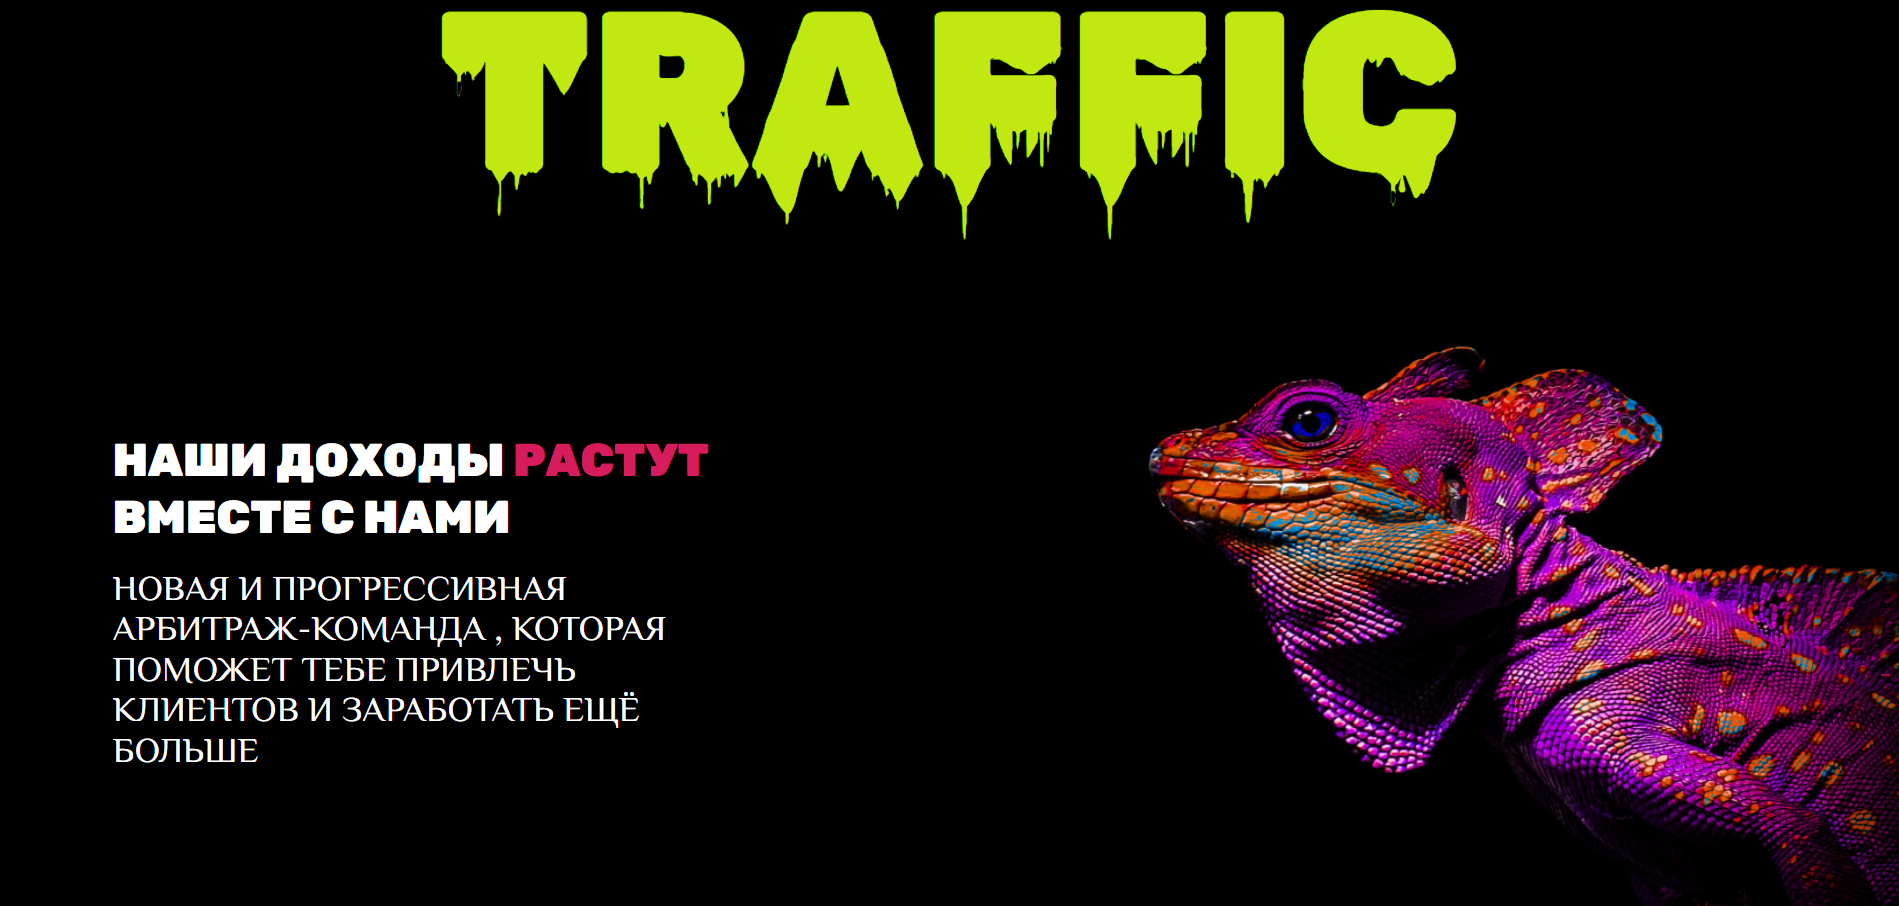 TRAFFIC
НАШИ ДОХОДЫ РАСТУТ
ВМЕСТЕ С НАМИ
НОВАЯ И ПРОГРЕССИВНАЯ
АРБИТРАЖ-КОМАНДА , КОТОРАЯ
ПОМОЖЕТ ТЕБЕ ПРИВЛЕЧЬ
КЛИЕНТОВ И ЗАРАБОТАТЬ ЕЩЁ
БОЛЬШЕ